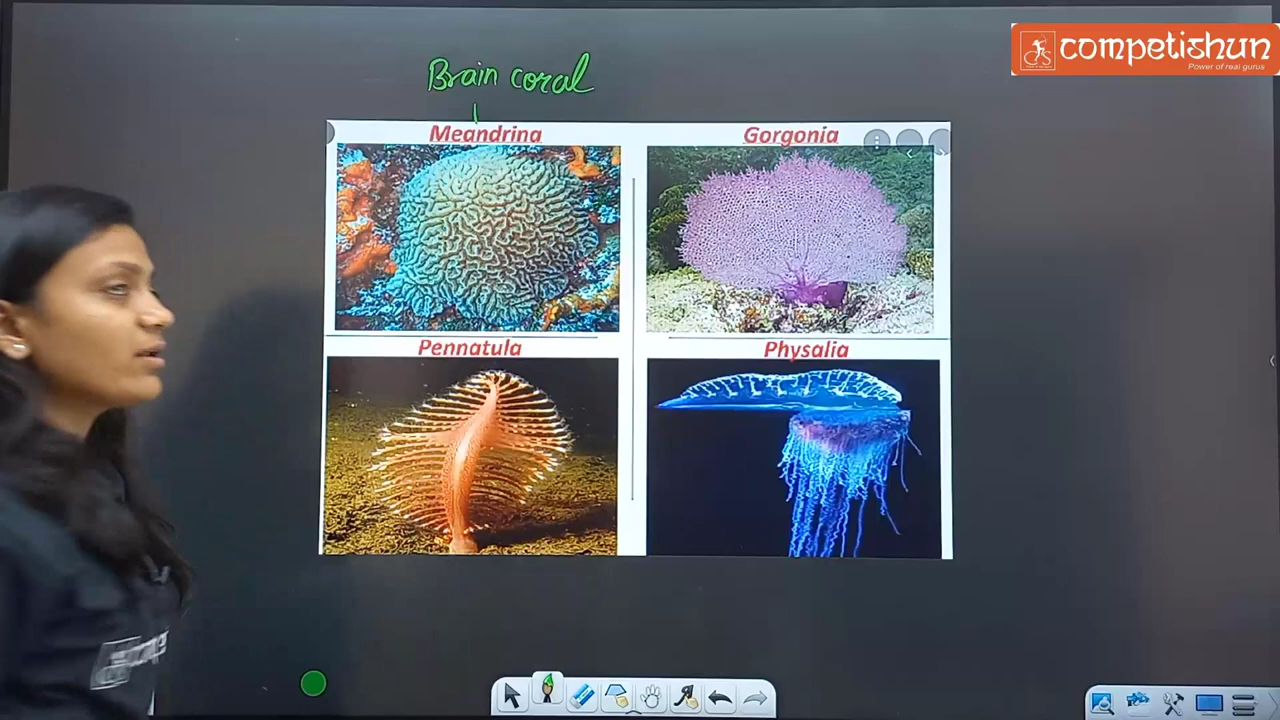 competishun
Power of real gurus
Brain coral
Meandrina
Gorgonia
Pennatula
Physalia